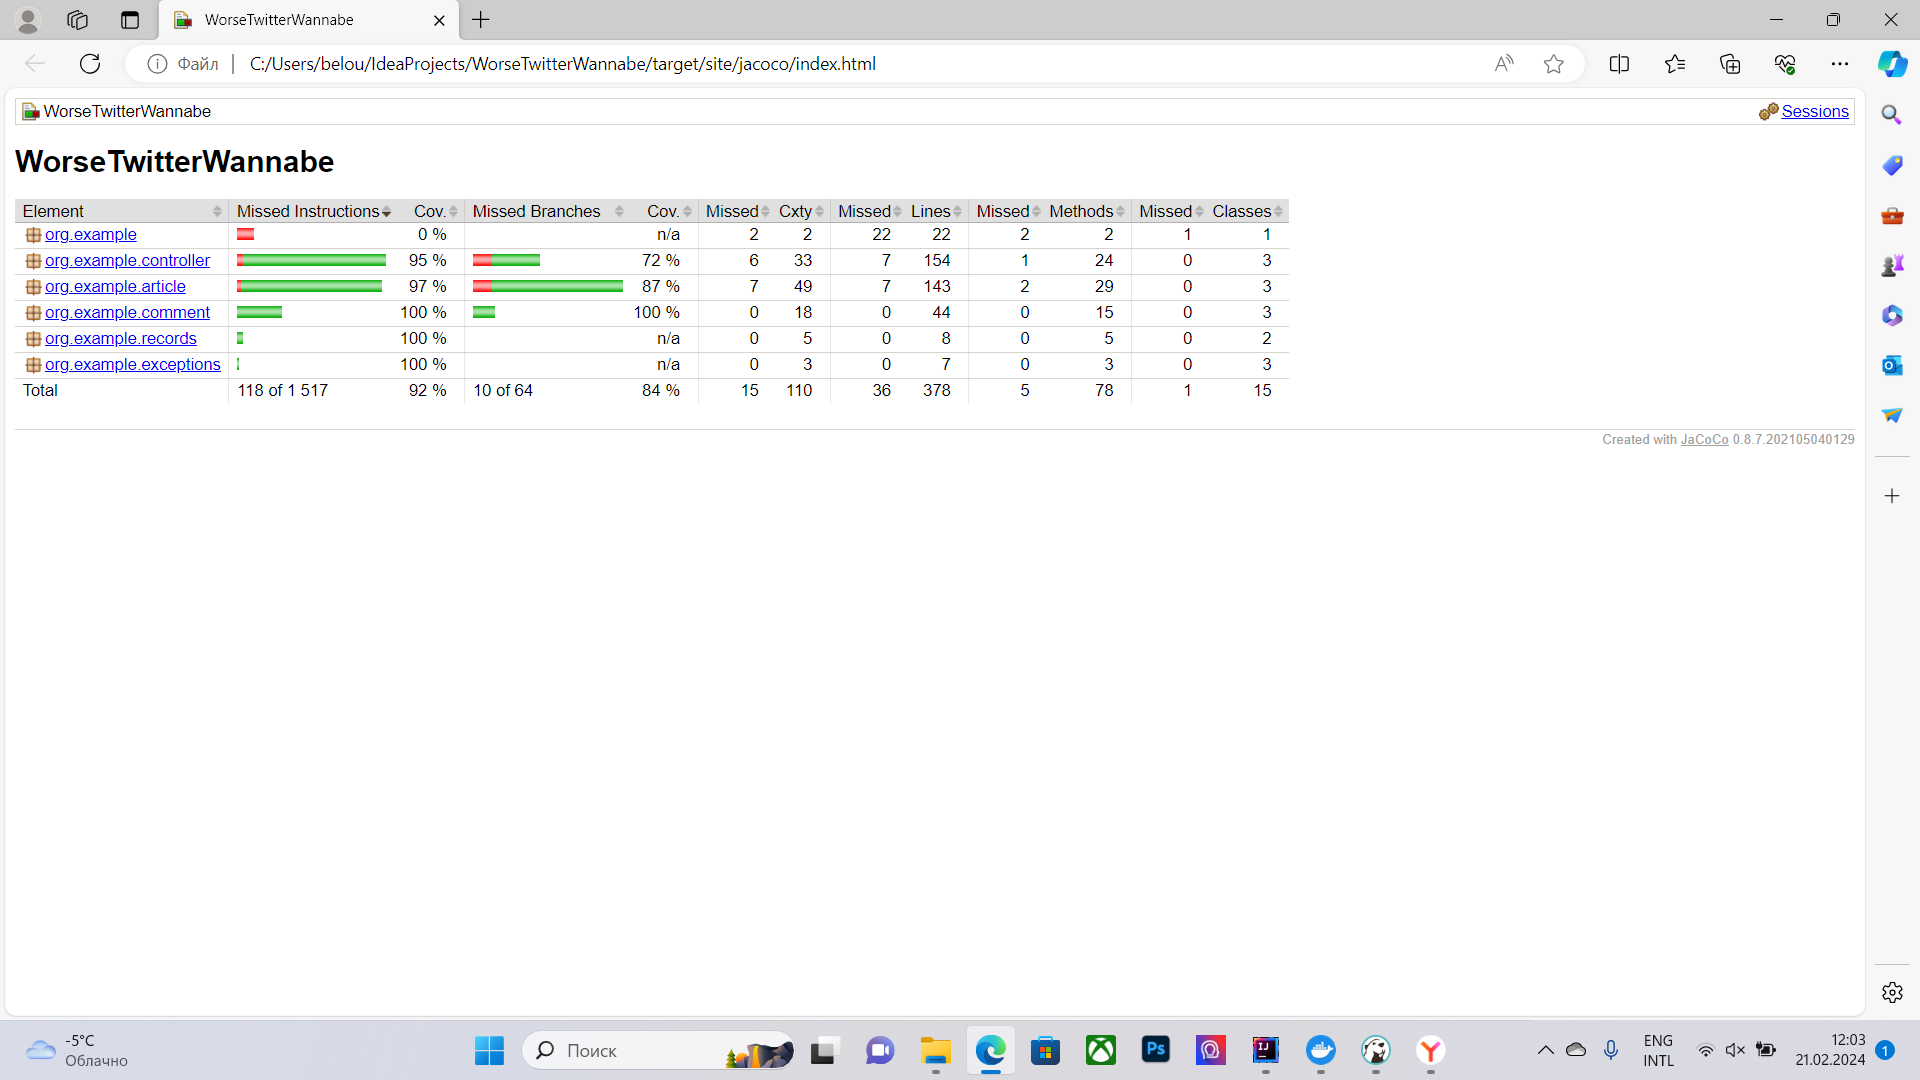 WorseTwitterWannabe
Файл | C:/Users/belou/IdeaProjects/WorseTwitterWannabe/target/site/jacoco/index.html
WorseTwitterWannabe Sessions
WorseTwitterWannabe
Element Missed Instructions Cov. Missed Branches Cov. Missed Cxty Missed Lines Missed Methods Missed Classes
org.example 0 % n/a 2 2 22 22 2 2 1 1
org.example.controller 95 % 72 % 6 33 7 154 1 24 0 3
org.example.article 97 % 87 % 7 49 7 143 2 29 0 3
org.example.comment 100 % 100 % 0 18 0 44 0 15 0 3
org.example.records 100 % n/a 0 5 0 8 0 5 0 2
org.example.exceptions 100 % n/a 0 3 0 7 0 3 0 3
Total 118 of 1 517 92 % 10 of 64 84 % 15 110 36 378 5 78 1 15
Created with JaCoCo 0.8.7.202105040129
-5°C
Облачно
Поиск
Ps
IJ
ENG
INTL
12:03
21.02.2024
1